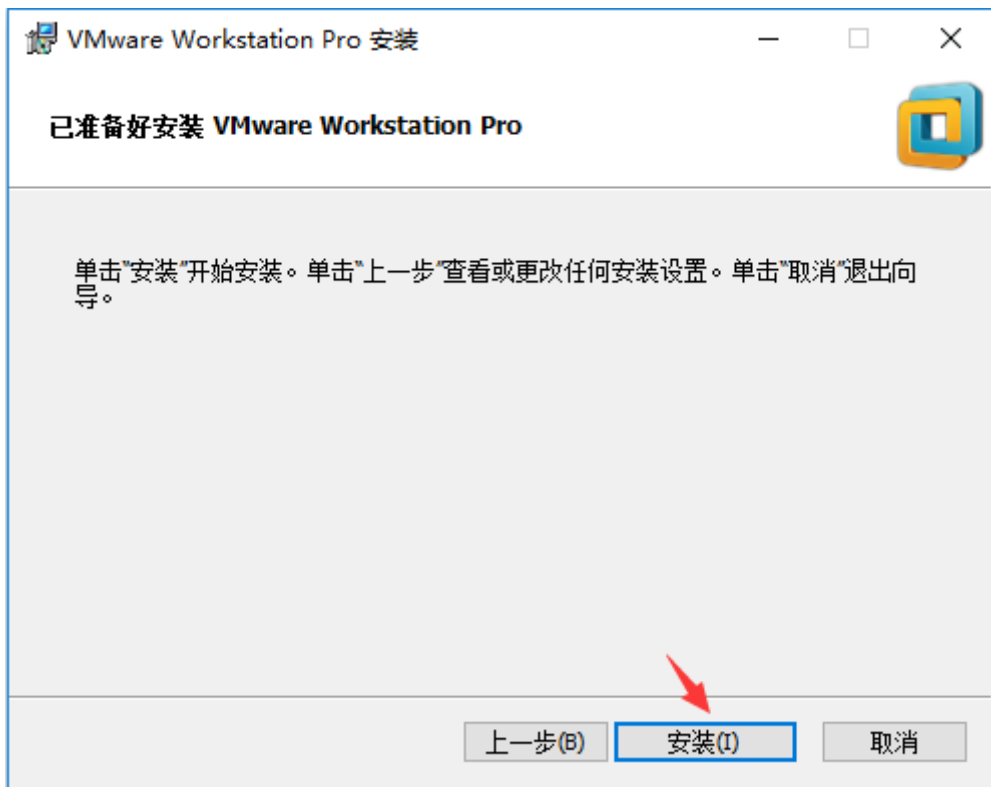 VMware Workstation Pro 安装
已准备好安装 VMware Workstation Pro
单击"安装"开始安装。单击"上一步"查看或更改任何安装设置。单击"取消"退出向
导。
上一步(B) 安装(I) 取消